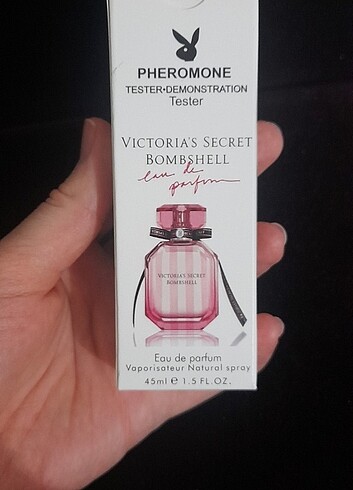 PHEROMONE
TESTER•DEMONSTRATION
Tester
VICTORIA'S SECRET
BOMBSHELL
eau de
parfum
VICTORIA'S SECRET
BOMBSHELL
Eau de parfum
Vaporisateur Natural spray
45ml ℮ 1.5 FL.OZ.